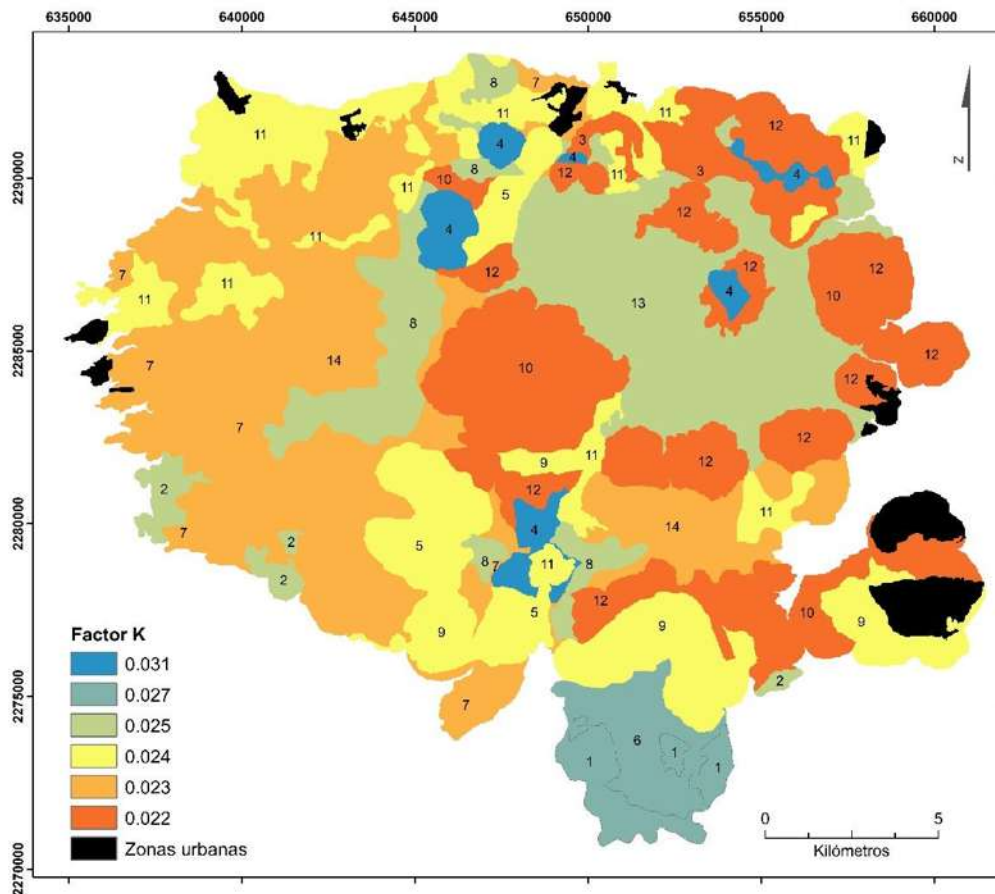 635000 640000 645000 650000 655000 660000
2290000
2285000
2280000
2275000
2270000
N
8 7 11 11 12 11
11 4 3
4 12 11 3 4
8 10 11 5 12
11 4 12 12
7 12 10
11 11 4
13
8
7 14 10 12
12
7
11 12
9 12
2 12
4 11
7 14
2 5 8 7 11 8
2
12 10
5
9 9 9
2
7
6
1 1 1
Factor K
0.031
0.027
0.025
0.024
0.023
0.022
Zonas urbanas
0 5
Kilómetros